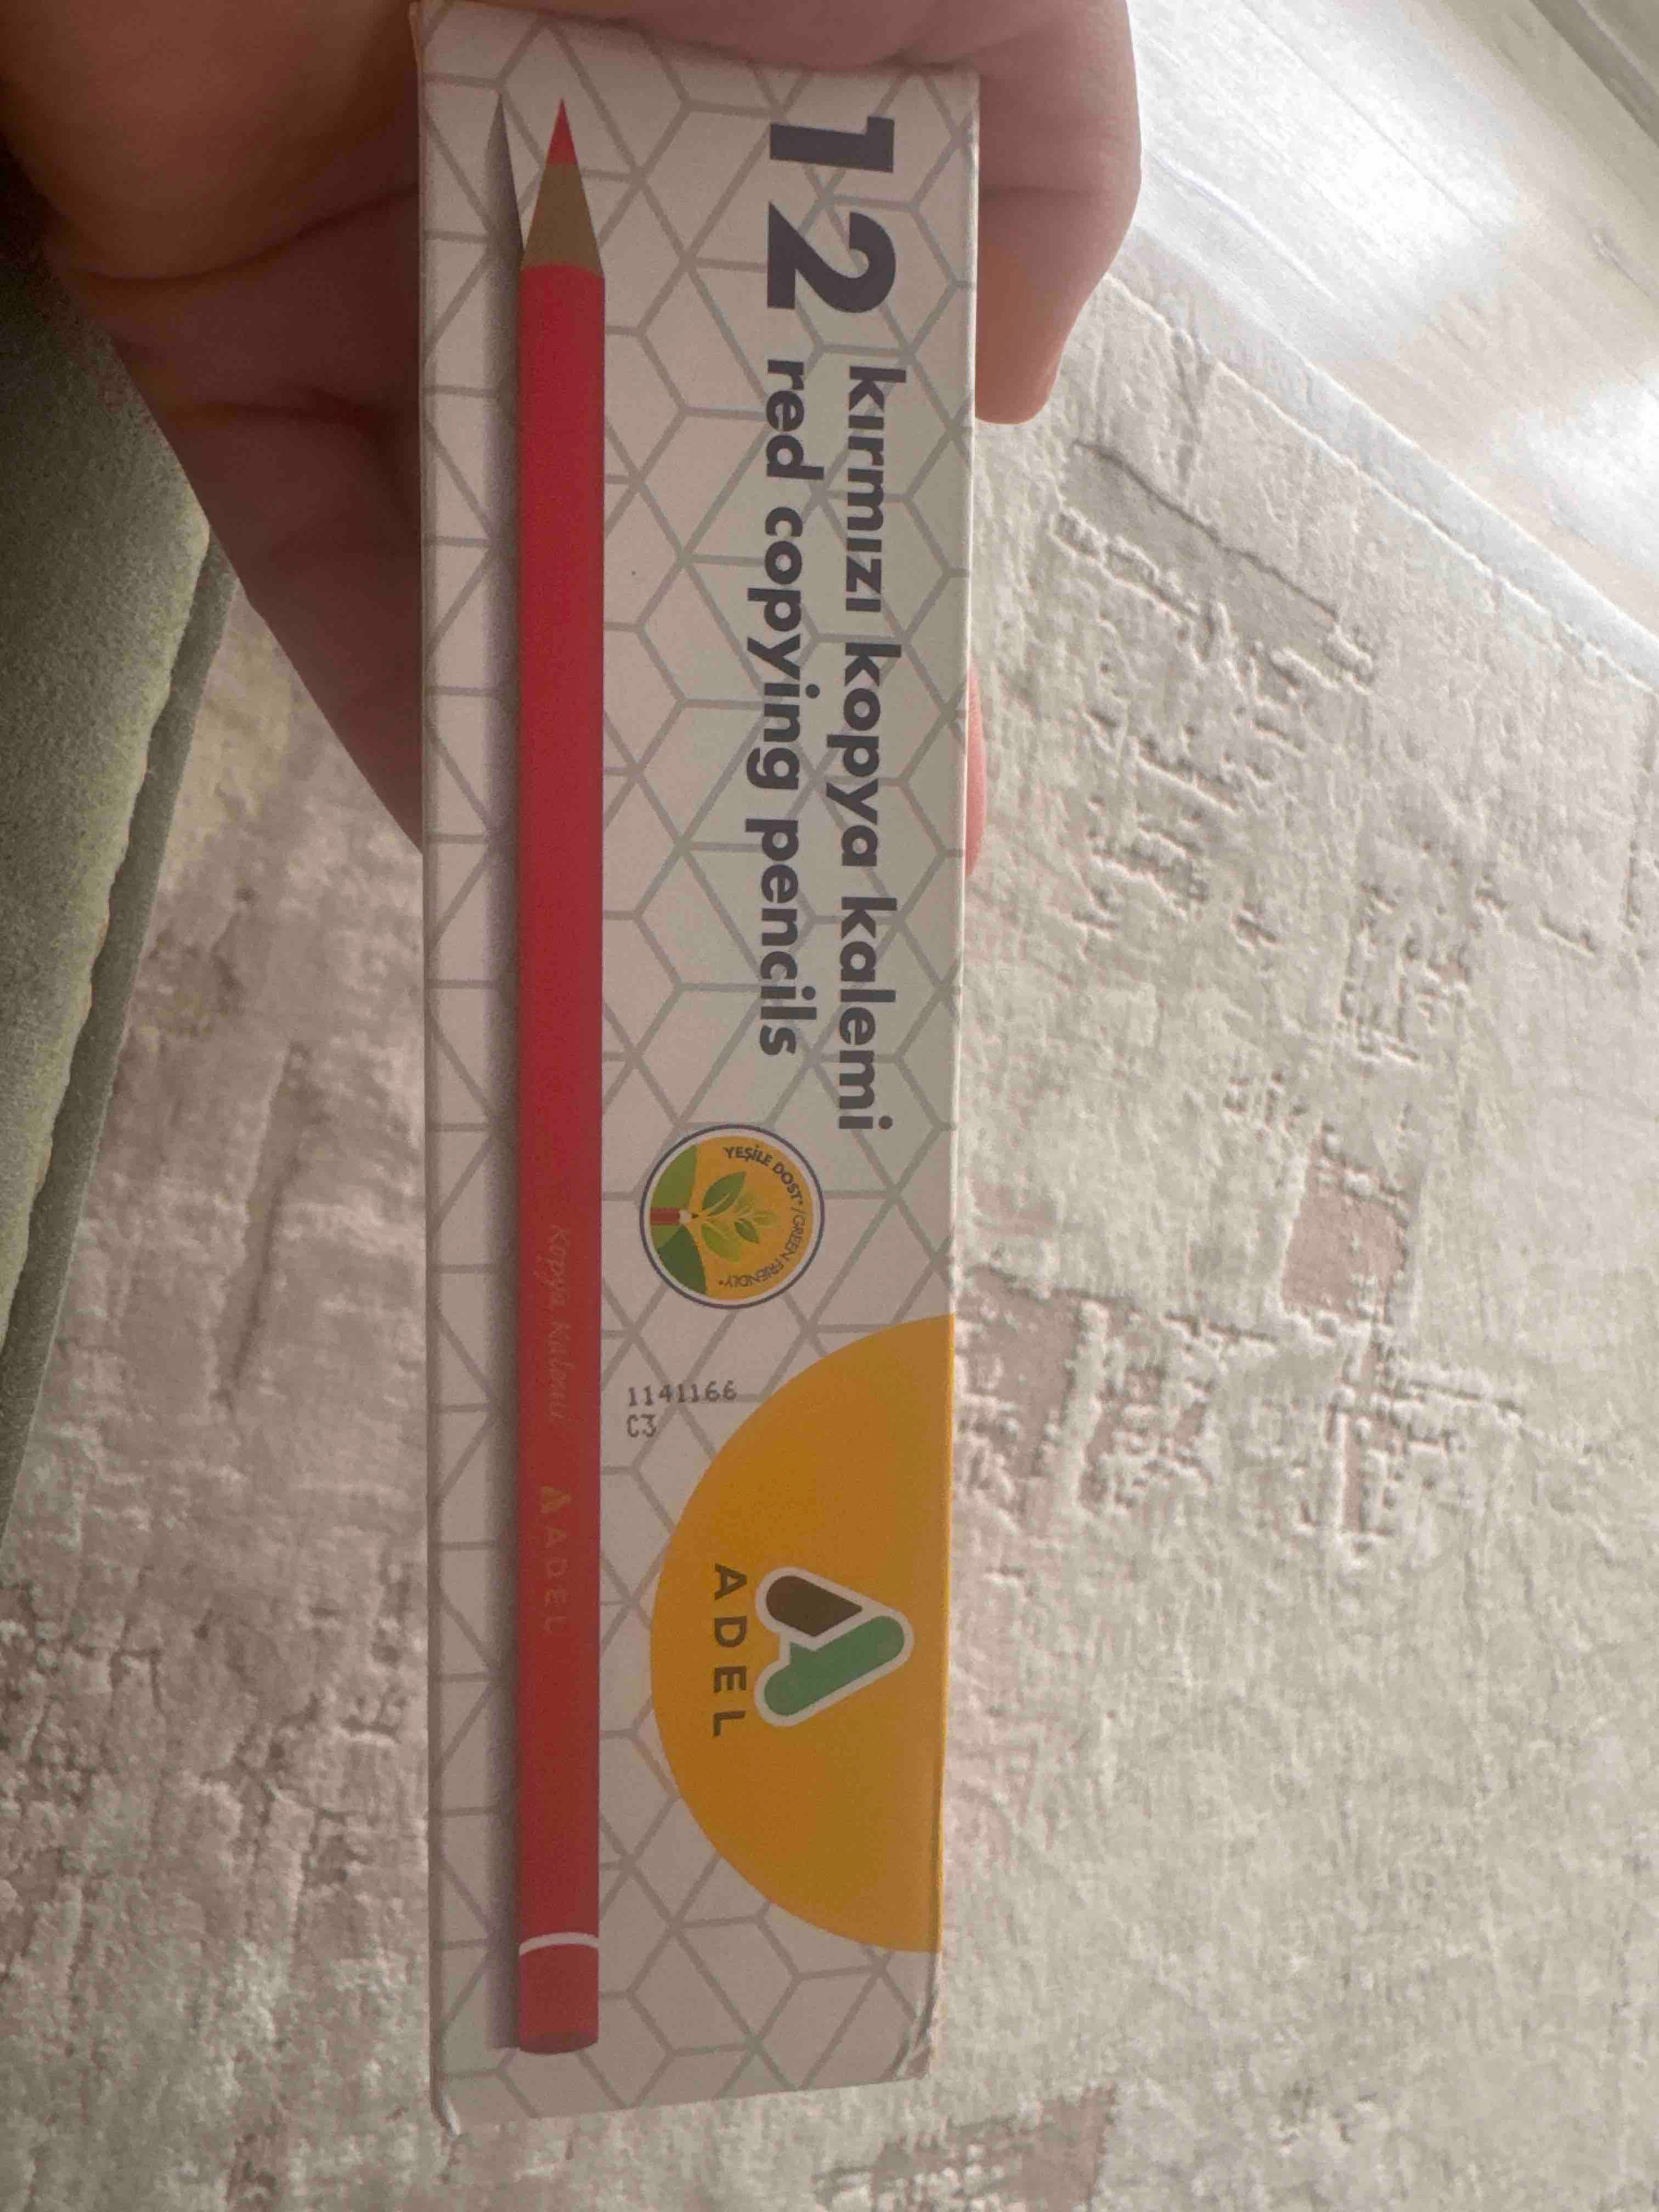 12 kırmızı kopya kalemi
red copying pencils
YEŞİLE DOST* / GREEN FRIENDLY*
1141166
C3
ADEL
Kopya Kalemi ADEL